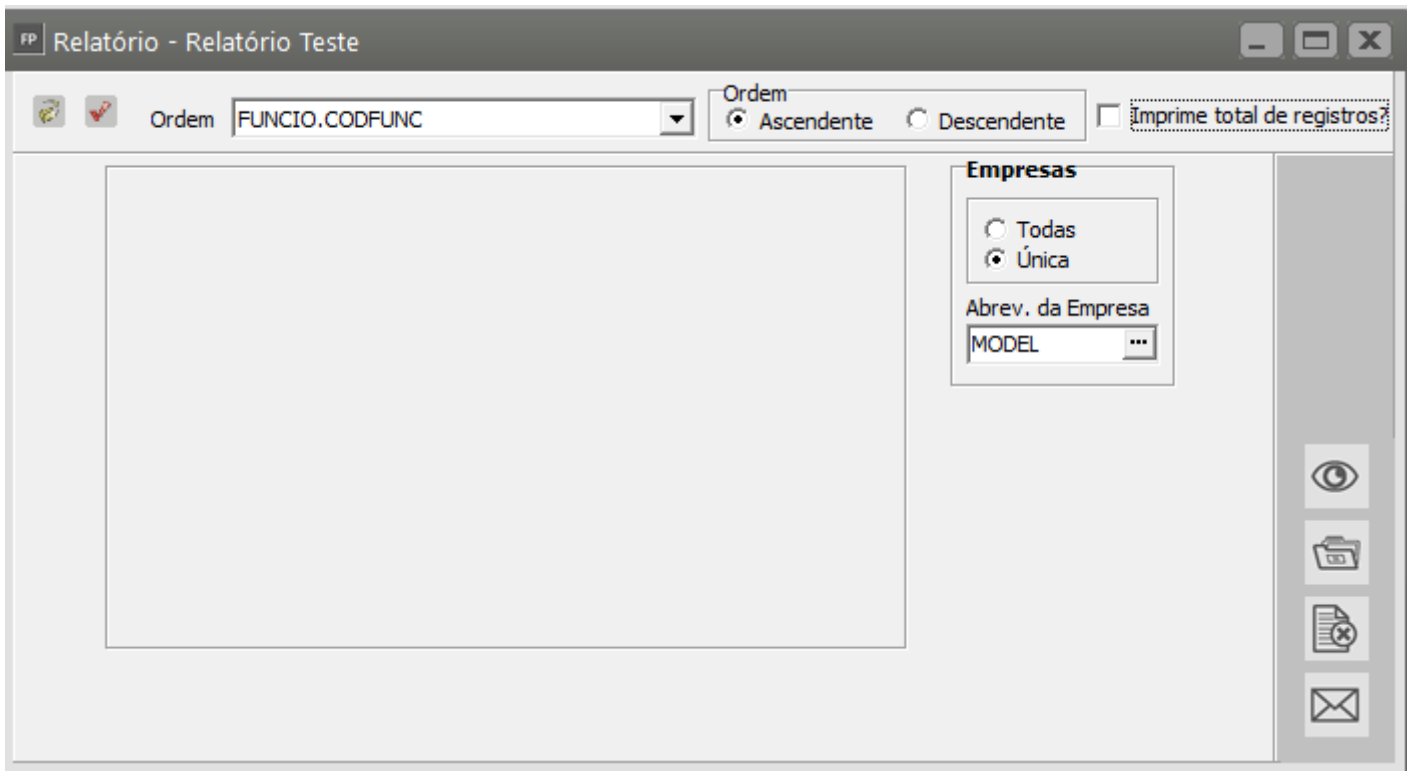 FP Relatório - Relatório Teste
Ordem FUNCIO.CODFUNC
Ordem
Ascendente Descendente
Imprime total de registros?
Empresas
Todas
Única
Abrev. da Empresa
MODEL ...